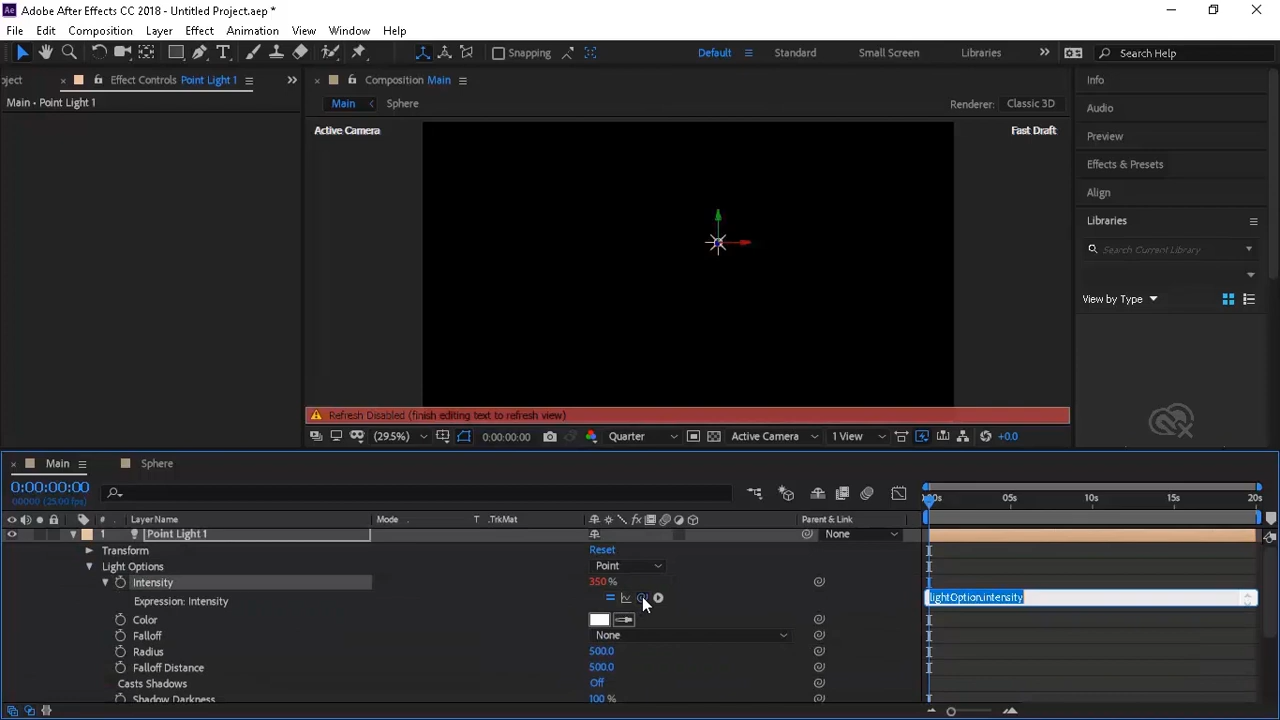 Adobe After Effects CC 2018 - Untitled Project.aep *
File Edit Composition Layer Effect Animation View Window Help
Snapping Default Standard Small Screen Libraries Search Help
oject Effect Controls Point Light 1
Main • Point Light 1
Composition Main
Main Sphere
Renderer: Classic 3D
Active Camera Fast Draft
Info
Audio
Preview
Effects & Presets
Align
Libraries
Search Current Library
View by Type
Refresh Disabled (finish editing text to refresh view)
(29.5%) 0:00:00:00 Quarter Active Camera 1 View +0.0
Main Sphere
0:00:00:00
00000 (25.00 fps)
05s 10s 15s 20s
# Layer Name Mode T .TrkMat Parent & Link
1 Point Light 1 None
Transform Reset
Light Options Point
Intensity 350 %
Expression: Intensity lightOption.intensity
Color
Falloff None
Radius 500.0
Falloff Distance 500.0
Casts Shadows Off
Shadow Darkness 100 %